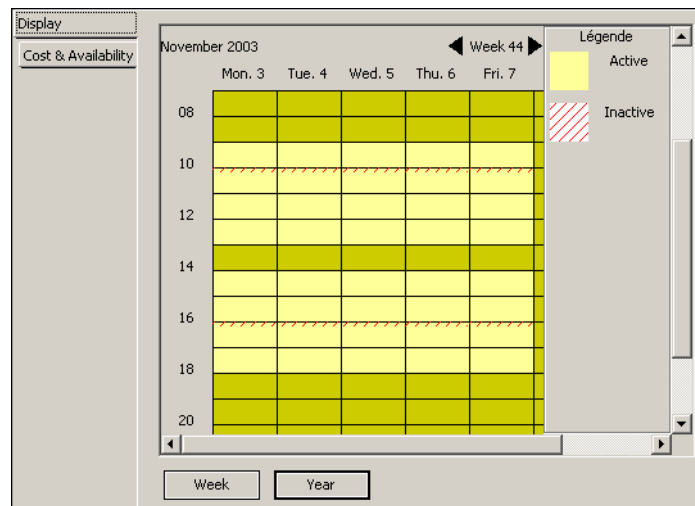 Display
Cost & Availability
November 2003
Week 44
Mon. 3 Tue. 4 Wed. 5 Thu. 6 Fri. 7
08
10
12
14
16
18
20
Légende
Active
Inactive
Week
Year